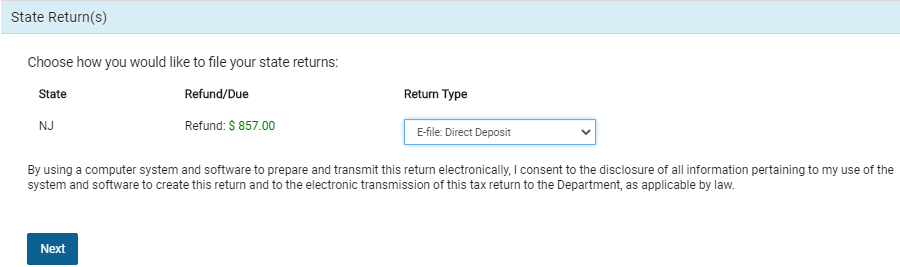 State Return(s)
Choose how you would like to file your state returns:
State Refund/Due Return Type
NJ Refund: $ 857.00 E-file: Direct Deposit
By using a computer system and software to prepare and transmit this return electronically, I consent to the disclosure of all information pertaining to my use of the
system and software to create this return and to the electronic transmission of this tax return to the Department, as applicable by law.
Next